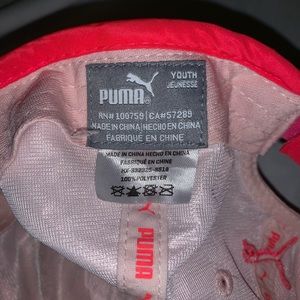 PUMA®
YOUTH
JEUNESSE
RN#100759 | CA#57289
MADE IN CHINA | HECHO EN CHINA
FABRIQUÉ EN CHINE
MADE IN CHINA HECHO EN CHINA
FABRIQUÉ EN CHINE
100% POLYESTER
PUMA